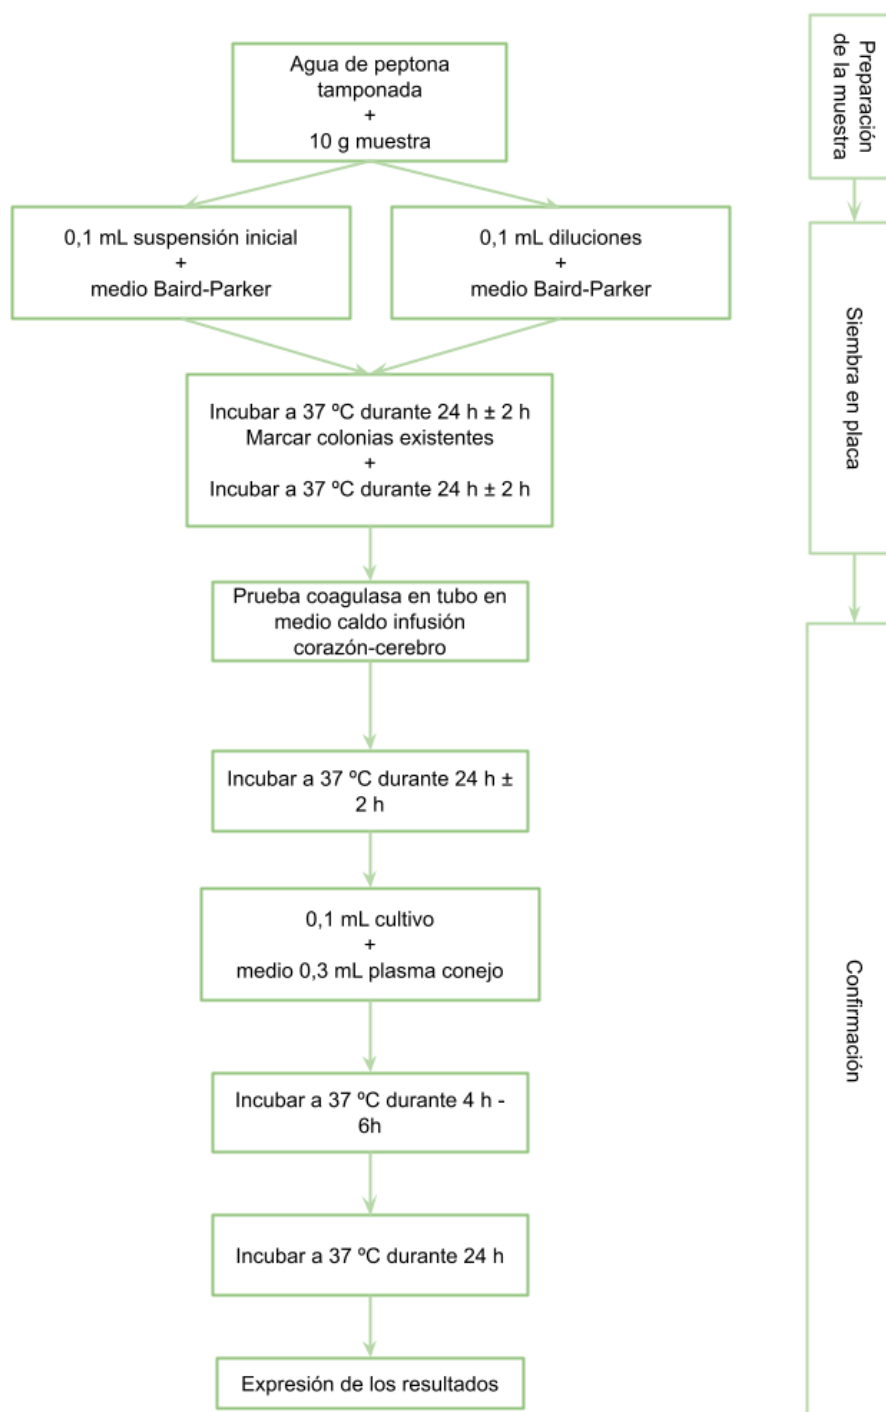 Agua de peptona
tamponada
+
10 g muestra
0,1 mL suspensión inicial
+
medio Baird-Parker
0,1 mL diluciones
+
medio Baird-Parker
Incubar a 37 ºC durante 24 h ± 2 h
Marcar colonias existentes
+
Incubar a 37 ºC durante 24 h ± 2 h
Prueba coagulasa en tubo en
medio caldo infusión
corazón-cerebro
Incubar a 37 ºC durante 24 h ±
2 h
0,1 mL cultivo
+
medio 0,3 mL plasma conejo
Incubar a 37 ºC durante 4 h -
6h
Incubar a 37 ºC durante 24 h
Expresión de los resultados
Preparación
de la muestra
Siembra en placa
Confirmación